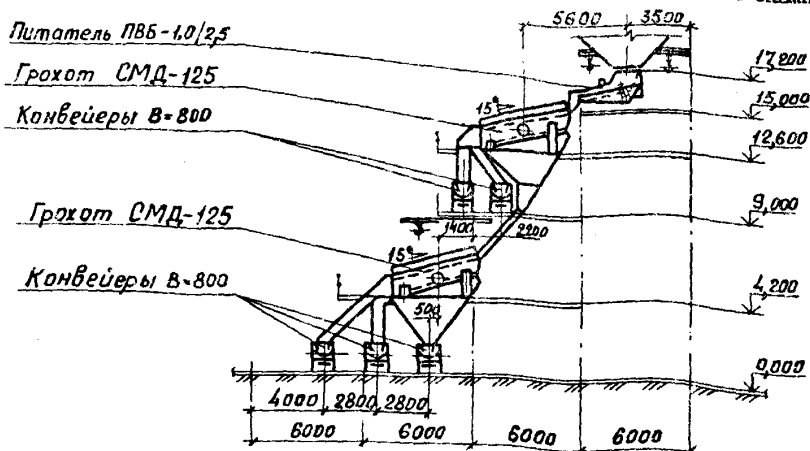 5600 3500
Питатель ПВБ-1,0/2,5
17,200
Грохот СМД-125
15°
15,000
Конвейеры В=800
12,600
9,000
Грохот СМД-125
1400 2200
15°
Конвейеры В=800
4,200
500
0,000
4000 2800 2800
6000 6000 6000 6000